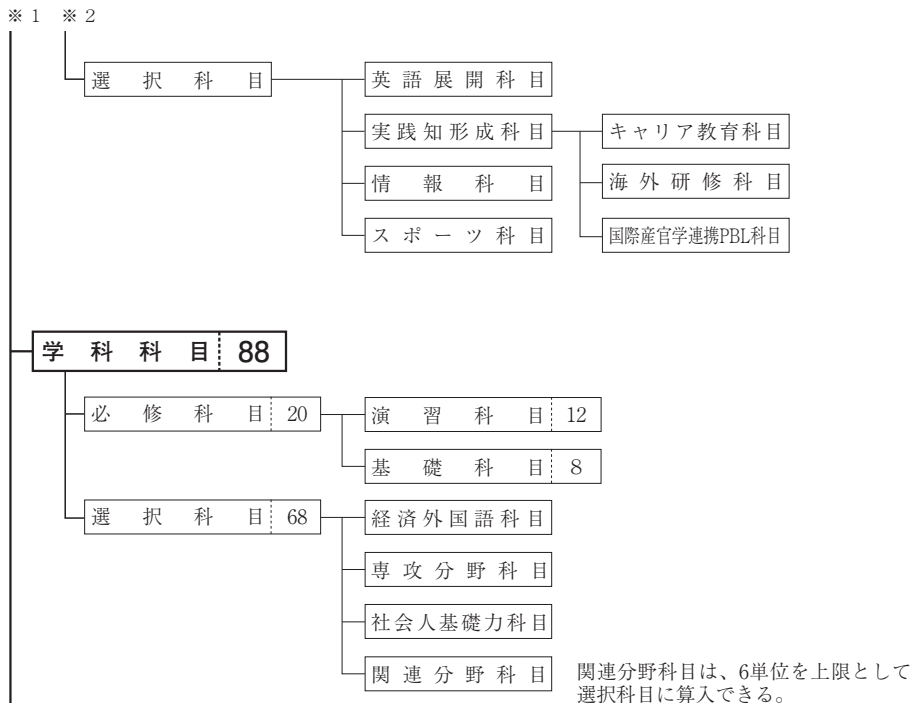 ※1 ※2
選択科目
英語展開科目
実践知形成科目
キャリア教育科目
情報科目
海外研修科目
スポーツ科目
国際産官学連携PBL科目
学科科目 88
必修科目 20
演習科目 12
基礎科目 8
選択科目 68
経済外国語科目
専攻分野科目
社会人基礎力科目
関連分野科目
関連分野科目は、6単位を上限として
選択科目に算入できる。